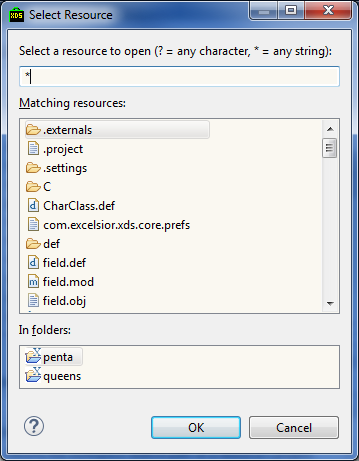 XDS Select Resource
Select a resource to open (? = any character, * = any string):
*
Matching resources:
.externals
.project
.settings
C
CharClass.def
com.excelsior.xds.core.prefs
def
field.def
field.mod
field.obj
In folders:
penta
queens
OK Cancel